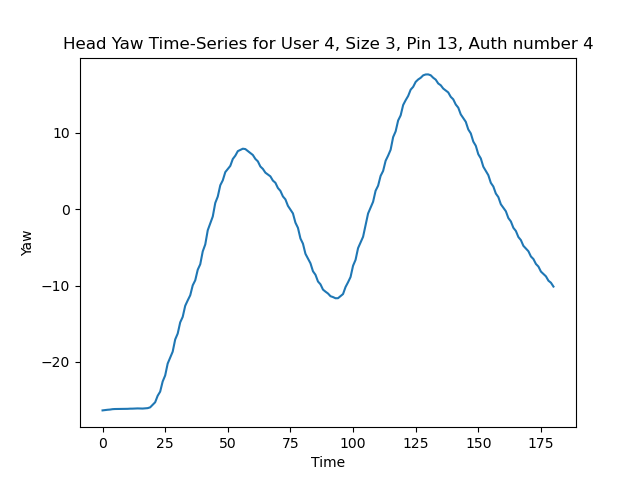 Head Yaw Time-Series for User 4, Size 3, Pin 13, Auth number 4
10
0
−10
−20
Yaw
0 25 50 75 100 125 150 175
Time